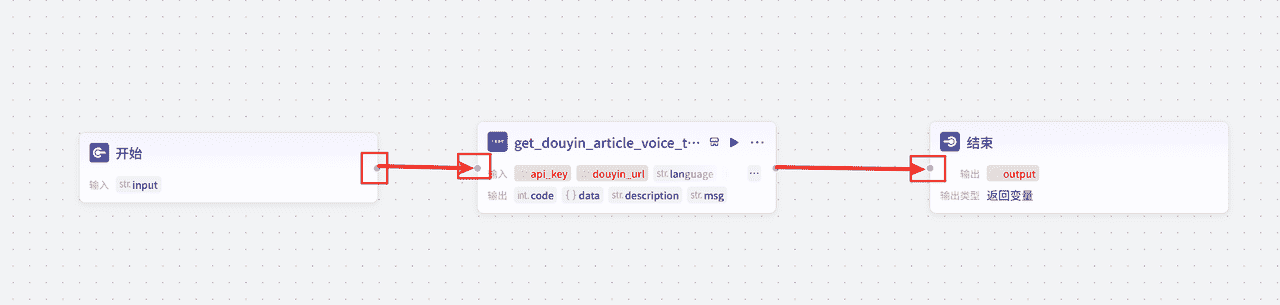 开始
输入 str. input
get_douyin_article_voice_t··· ···
输入 api_key douyin_url str. language ···
输出 int. code { } data str. description str. msg
结束
输出 output
输出类型 返回变量